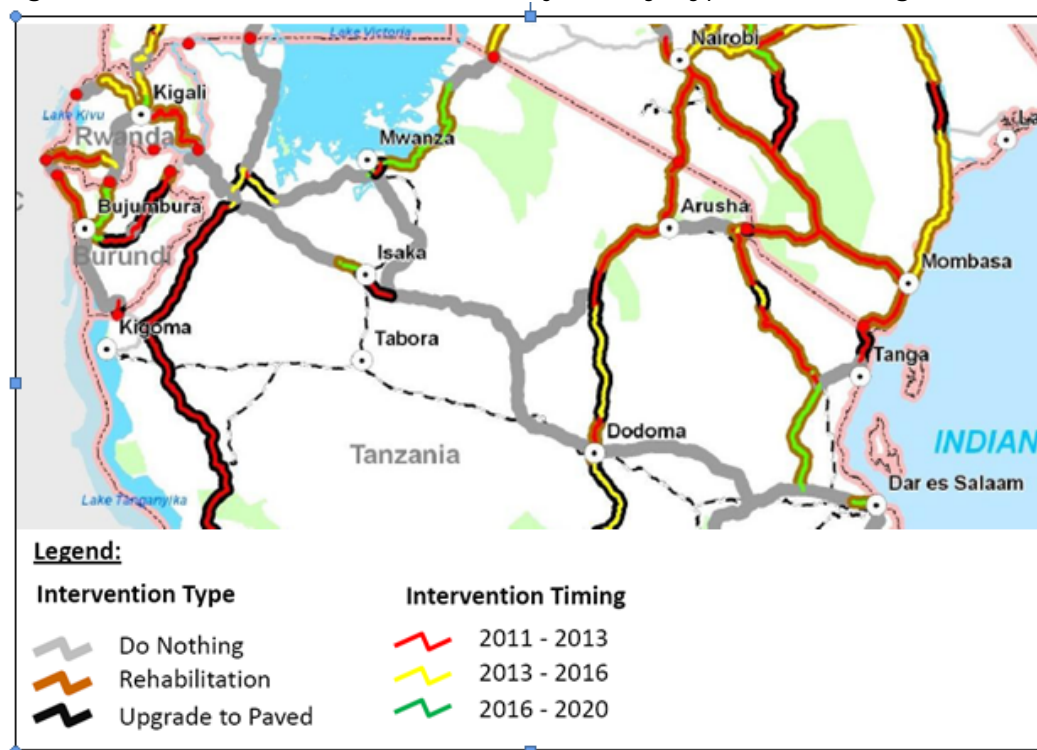 Lake Victoria
Nairobi
Kigali
Lake Kivu
Rwanda
Mwanza
La
Bujumbura
Arusha
Burundi
Isaka
Mombasa
Kigoma
Tabora
Tanga
Dodoma
Tanzania
INDIAN
Dar es Salaam
Lake Tanganyika
Legend:
Intervention Type
Intervention Timing
Do Nothing
2011 - 2013
Rehabilitation
2013 - 2016
Upgrade to Paved
2016 - 2020